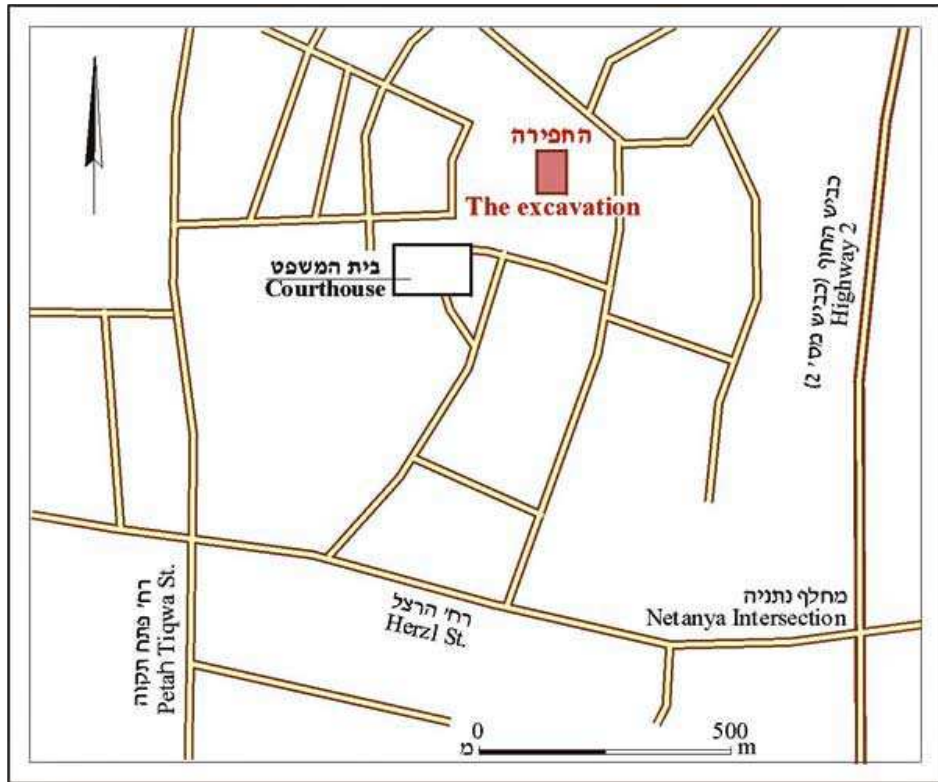 החפירה
The excavation
בית המשפט
Courthouse
כביש החוף (כביש מס' 2)
Highway 2
מחלף נתניה
Netanya Intersection
רח' הרצל
Herzl St.
רח' פתח תקוה
Petah Tiqwa St.
0 500
מ m